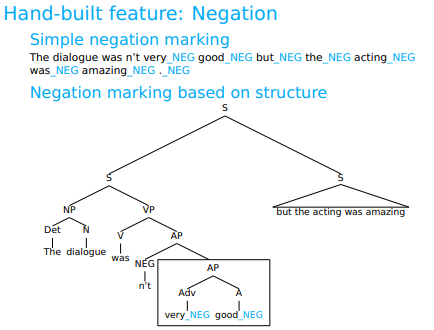 Hand-built feature: Negation
Simple negation marking
The dialogue was n't very_NEG good_NEG but_NEG the_NEG acting_NEG
was_NEG amazing_NEG ._NEG
Negation marking based on structure
S
S S
NP VP
but the acting was amazing
Det N V AP
The dialogue was NEG AP
n't Adv A
very_NEG good_NEG